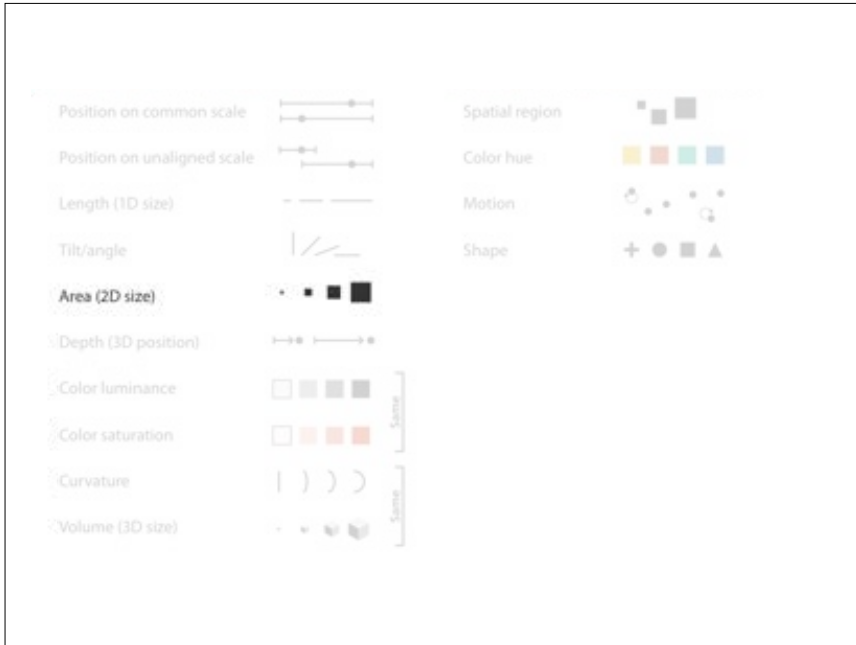 Position on common scale
Position on unaligned scale
Length (1D size)
Tilt/angle
Area (2D size)
Depth (3D position)
Color luminance
Color saturation
Same
Curvature
Volume (3D size)
Same
Spatial region
Color hue
Motion
Shape